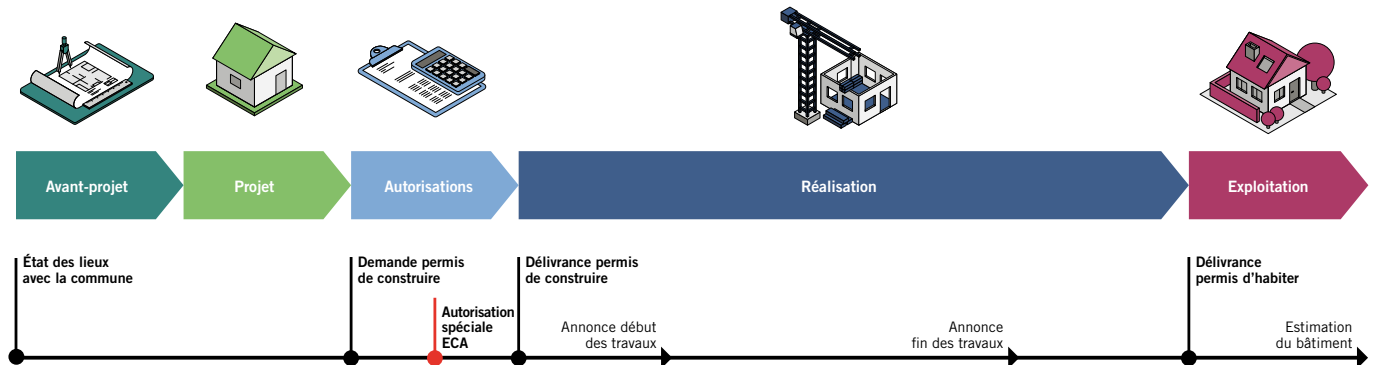 Avant-projet
Projet
Autorisations
Réalisation
Exploitation
État des lieux
avec la commune
Demande permis
de construire
Autorisation
spéciale
ECA
Délivrance permis
de construire
Annonce début
des travaux
Annonce
fin des travaux
Délivrance
permis d’habiter
Estimation
du bâtiment